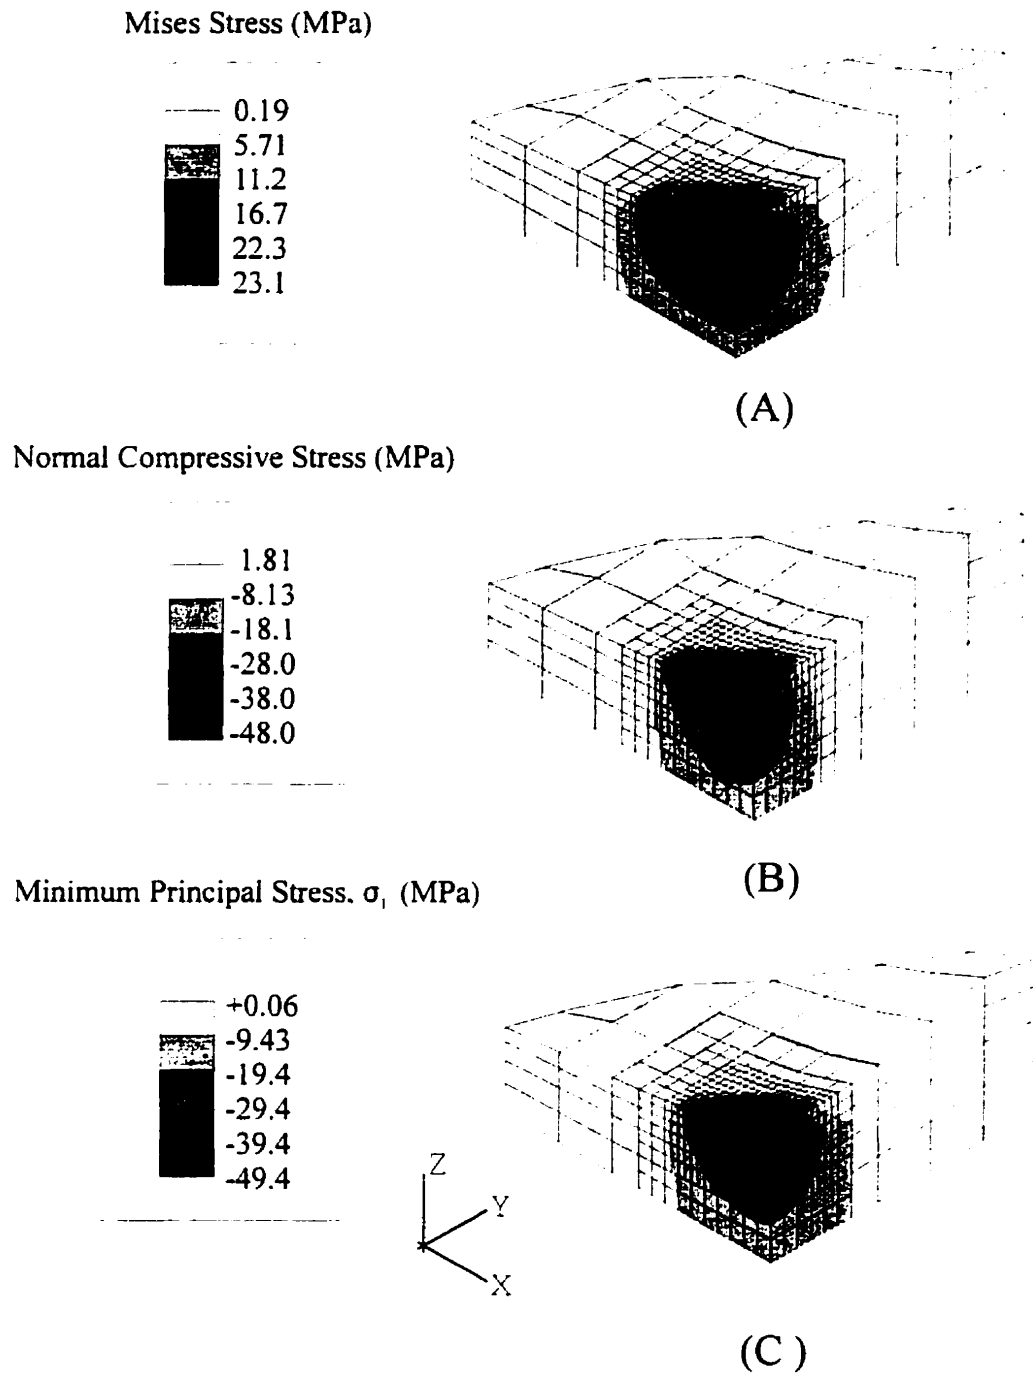 Mises Stress (MPa)
0.19
5.71
11.2
16.7
22.3
23.1
(A)
Normal Compressive Stress (MPa)
1.81
-8.13
-18.1
-28.0
-38.0
-48.0
(B)
Minimum Principal Stress, σ₁ (MPa)
+0.06
-9.43
-19.4
-29.4
-39.4
-49.4
Z
Y
X
(C )